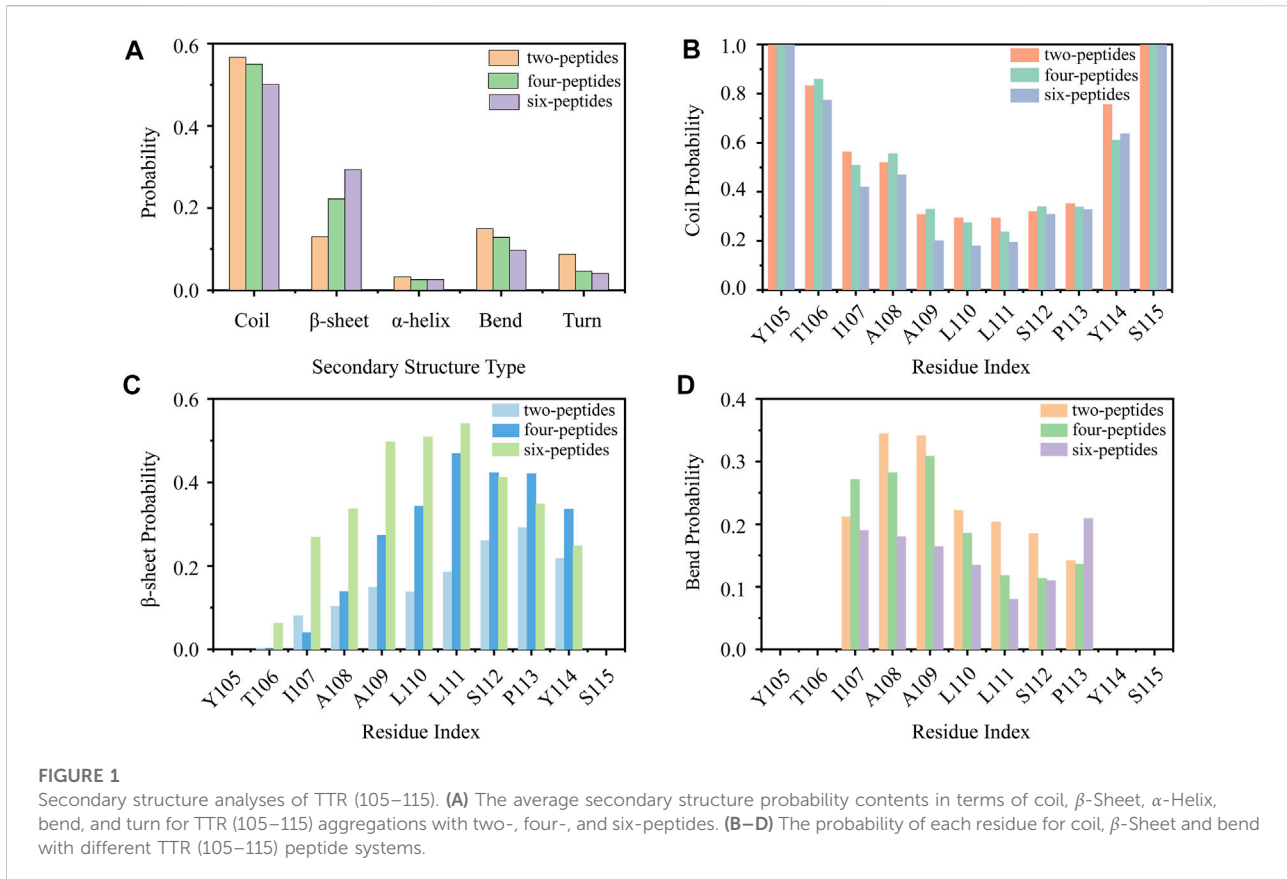 A
0.6
0.4
0.2
0.0
Probability
two-peptides
four-peptides
six-peptides
Coil
β-sheet
α-helix
Bend
Turn
Secondary Structure Type
B
1.0
0.8
0.6
0.4
0.2
0.0
Coil Probability
two-peptides
four-peptides
six-peptides
Y105
T106
I107
A108
A109
L110
L111
S112
P113
Y114
S115
Residue Index
C
0.6
0.4
0.2
0.0
β-sheet Probability
two-peptides
four-peptides
six-peptides
Y105
T106
I107
A108
A109
L110
L111
S112
P113
Y114
S115
Residue Index
D
0.4
0.3
0.2
0.1
0.0
Bend Probability
two-peptides
four-peptides
six-peptides
Y105
T106
I107
A108
A109
L110
L111
S112
P113
Y114
S115
Residue Index
FIGURE 1
Secondary structure analyses of TTR (105–115). (A) The average secondary structure probability contents in terms of coil, β-Sheet, α-Helix,
bend, and turn for TTR (105–115) aggregations with two-, four-, and six-peptides. (B–D) The probability of each residue for coil, β-Sheet and bend
with different TTR (105–115) peptide systems.